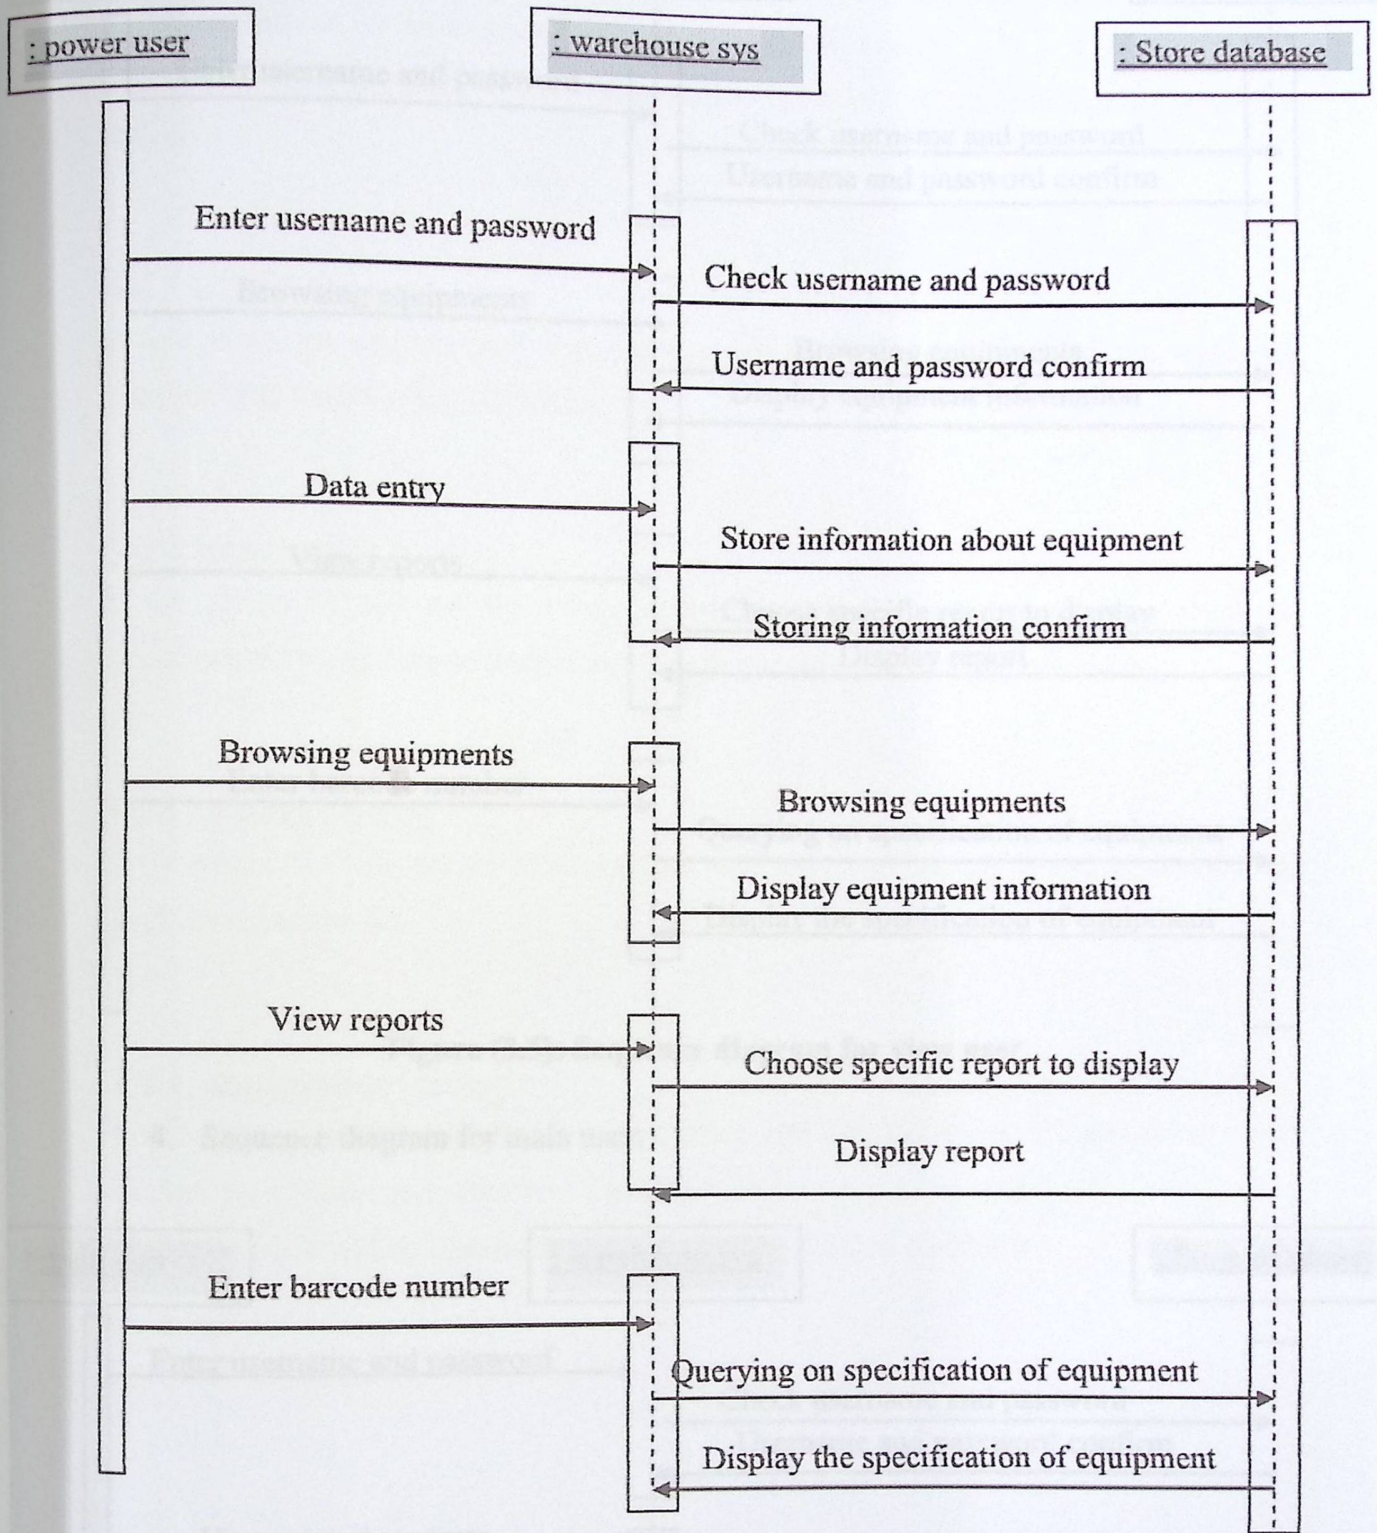 : power user
: warehouse sys
: Store database
Enter username and password
Check username and password
Username and password confirm
Data entry
Store information about equipment
Storing information confirm
Browsing equipments
Browsing equipments
Display equipment information
View reports
Choose specific report to display
Display report
Enter barcode number
Querying on specification of equipment
Display the specification of equipment